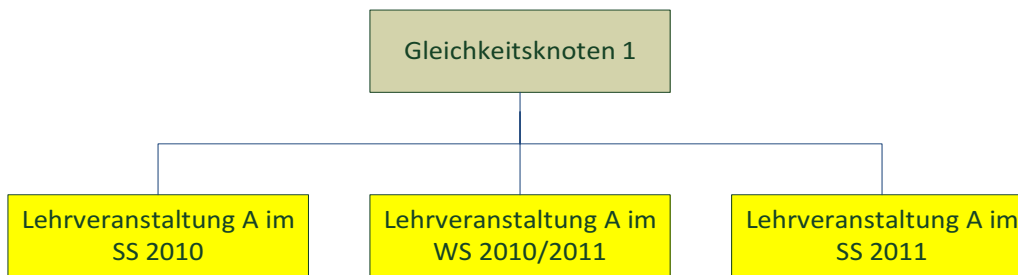 Gleichkeitsknoten 1
Lehrveranstaltung A im
SS 2010
Lehrveranstaltung A im
WS 2010/2011
Lehrveranstaltung A im
SS 2011